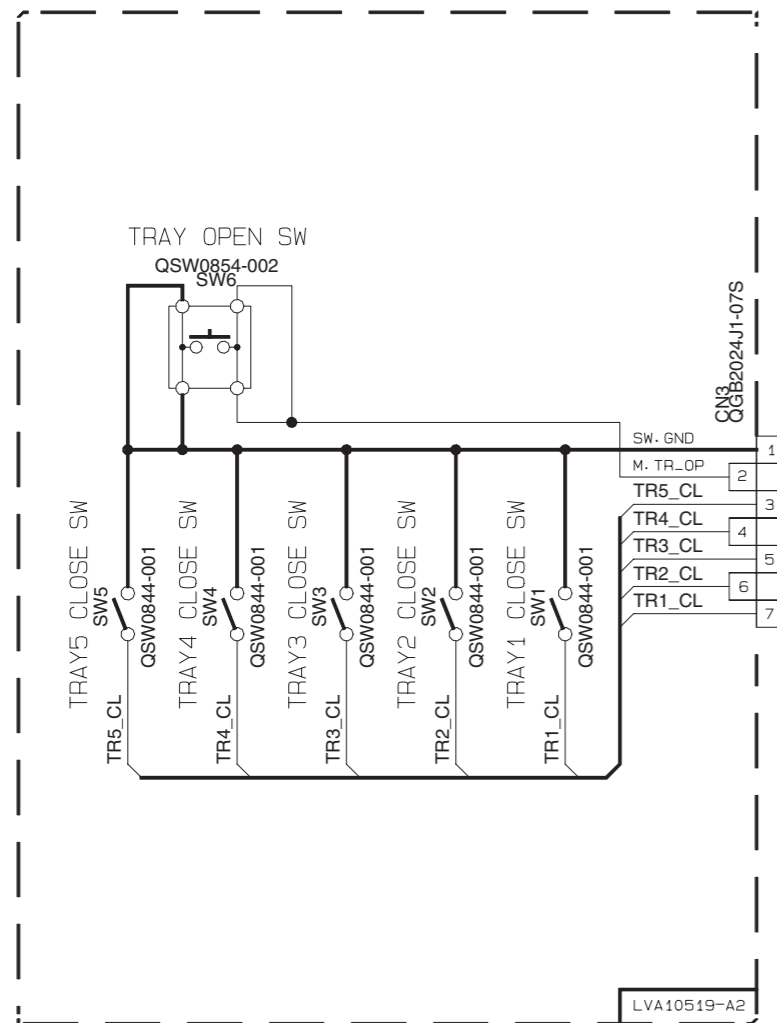 TRAY OPEN SW
QSW0854-002
SW6
CN3
QGB2024J1-07S
SW. GND
1
M. TR_OP
2
TR5_CL
3
TR4_CL
4
TR3_CL
5
TR2_CL
6
TR1_CL
7
TRAY5 CLOSE SW
SW5
QSW0844-001
TR5_CL
TRAY4 CLOSE SW
SW4
QSW0844-001
TR4_CL
TRAY3 CLOSE SW
SW3
QSW0844-001
TR3_CL
TRAY2 CLOSE SW
SW2
QSW0844-001
TR2_CL
TRAY1 CLOSE SW
SW1
QSW0844-001
TR1_CL
LVA10519-A2